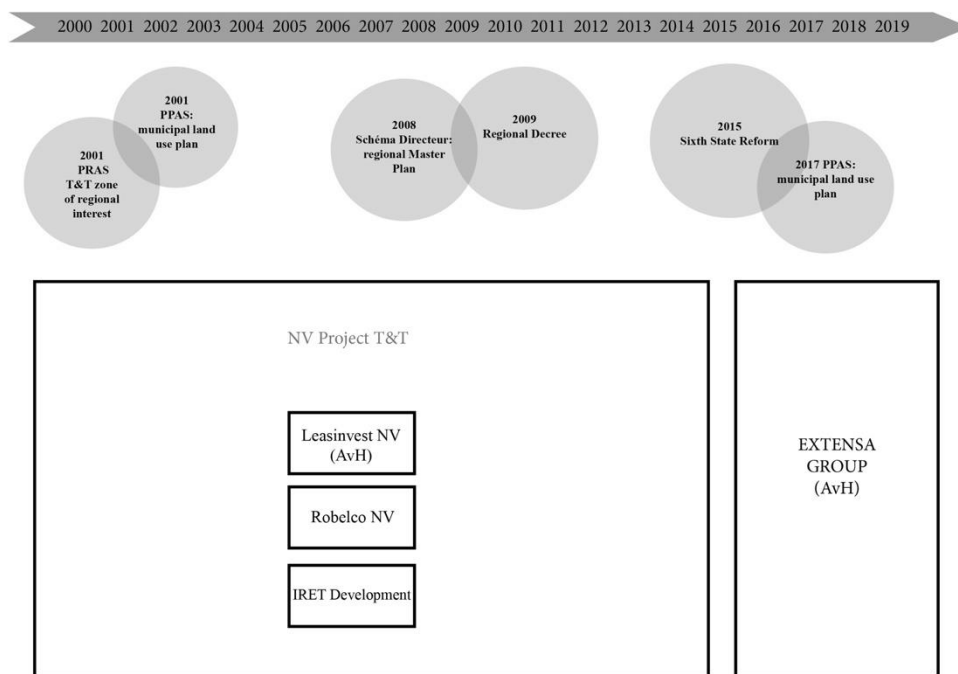 2000 2001 2002 2003 2004 2005 2006 2007 2008 2009 2010 2011 2012 2013 2014 2015 2016 2017 2018 2019
2001
PPAS:
municipal land
use plan
2001
PRAS
T&T zone
of regional
interest
2008
Schéma Directeur:
regional Master
Plan
2009
Regional Decree
2015
Sixth State Reform
2017 PPAS:
municipal land use
plan
NV Project T&T
Leasinvest NV
(AvH)
Robelco NV
IRET Development
EXTENSA
GROUP
(AvH)